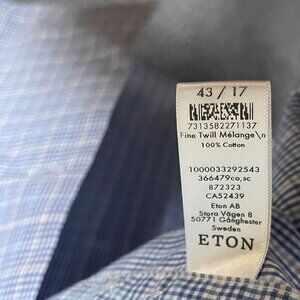 43 / 17
7313582271137
Fine Twill Mélange\n
100% Cotton
1000033292543
366479co,sc
872323
CA52439
Eton AB
Stora Vägen 8
50771 Gånghester
Sweden
ETON